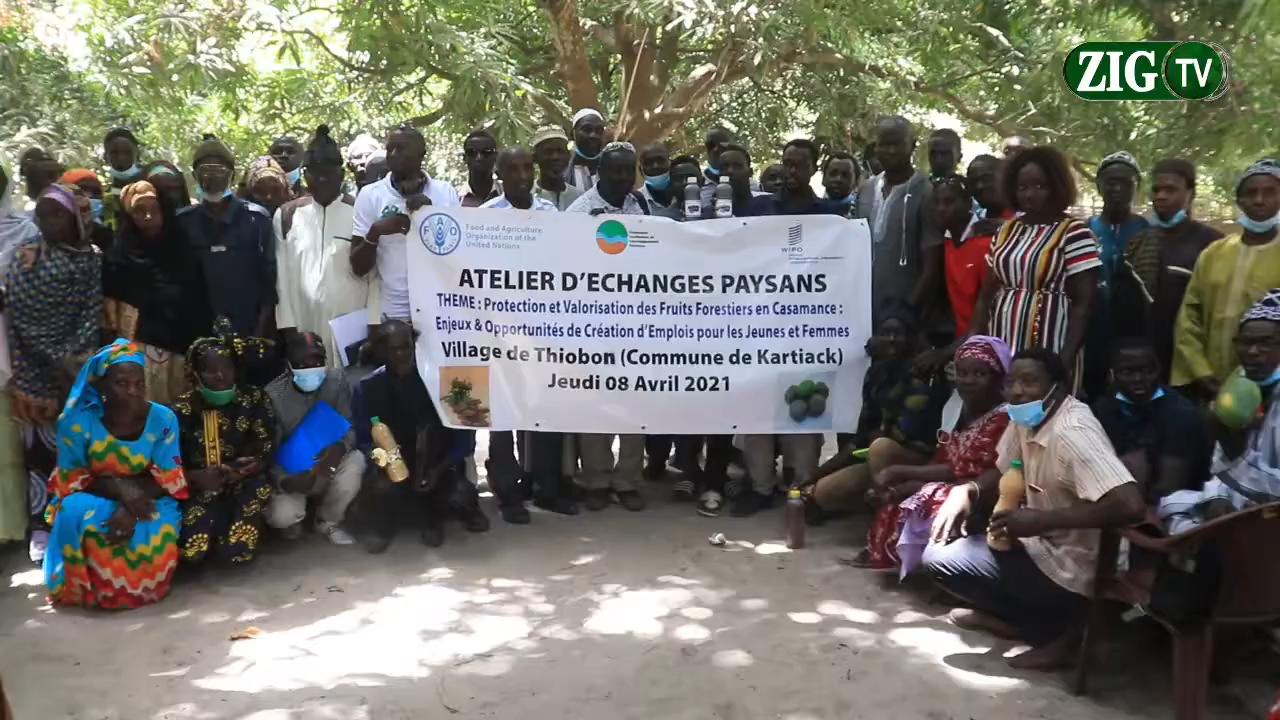 ZIG TV
FAO
Food and Agriculture
Organization of the
United Nations
WIPO
ATELIER D'ECHANGES PAYSANS
THEME : Protection et Valorisation des Fruits Forestiers en Casamance :
Enjeux & Opportunités de Création d'Emplois pour les Jeunes et Femmes
Village de Thiobon (Commune de Kartiack)
Jeudi 08 Avril 2021